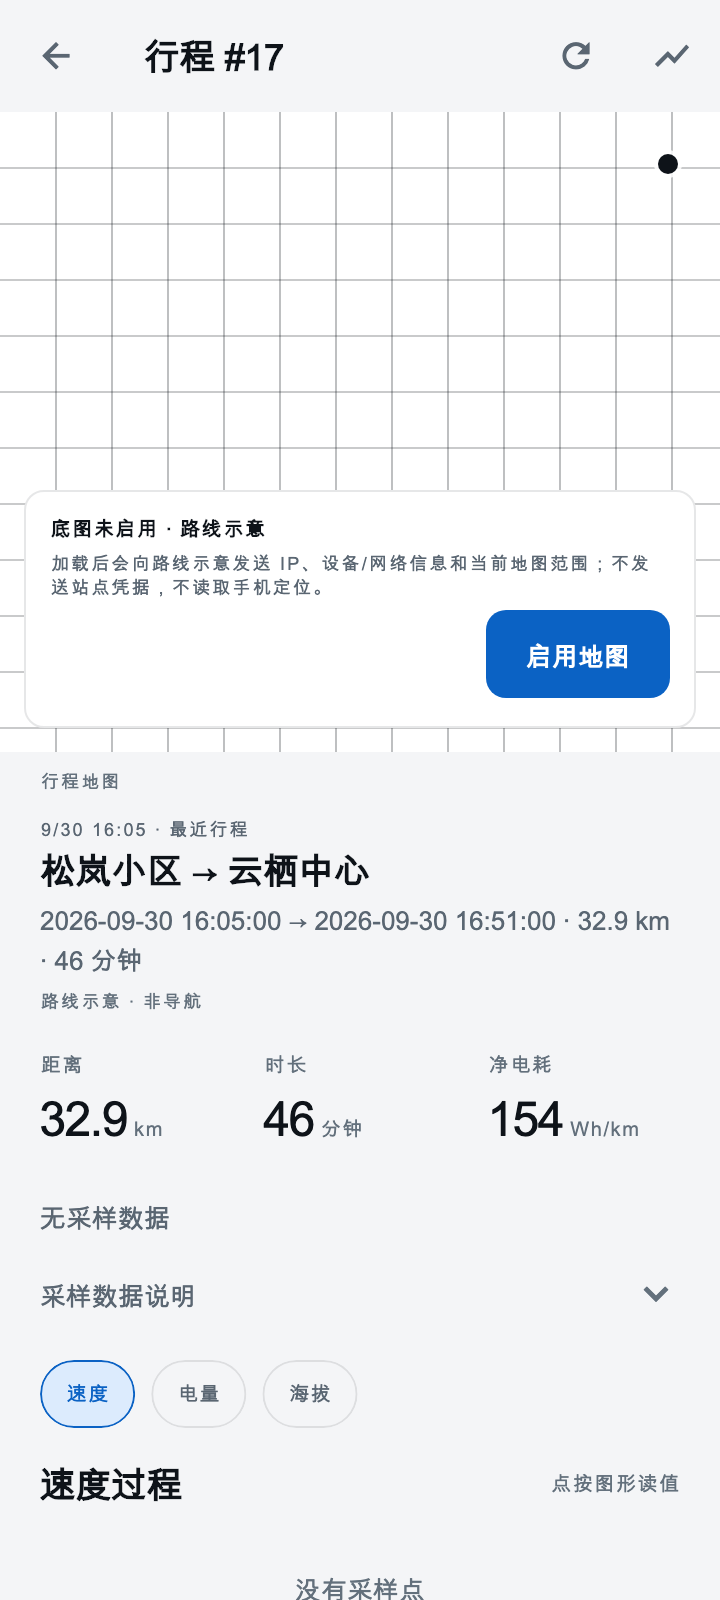 行程 #17
底图未启用 · 路线示意
加载后会向路线示意发送 IP、设备/网络信息和当前地图范围；不发
送站点凭据，不读取手机定位。
启用地图
行程地图
9/30 16:05 · 最近行程
松岚小区 → 云栖中心
2026-09-30 16:05:00 → 2026-09-30 16:51:00 · 32.9 km
· 46 分钟
路线示意 · 非导航
距离 时长 净电耗
32.9 km 46 分钟 154 Wh/km
无采样数据
采样数据说明
速度 电量 海拔
速度过程 点按图形读值
没有采样点